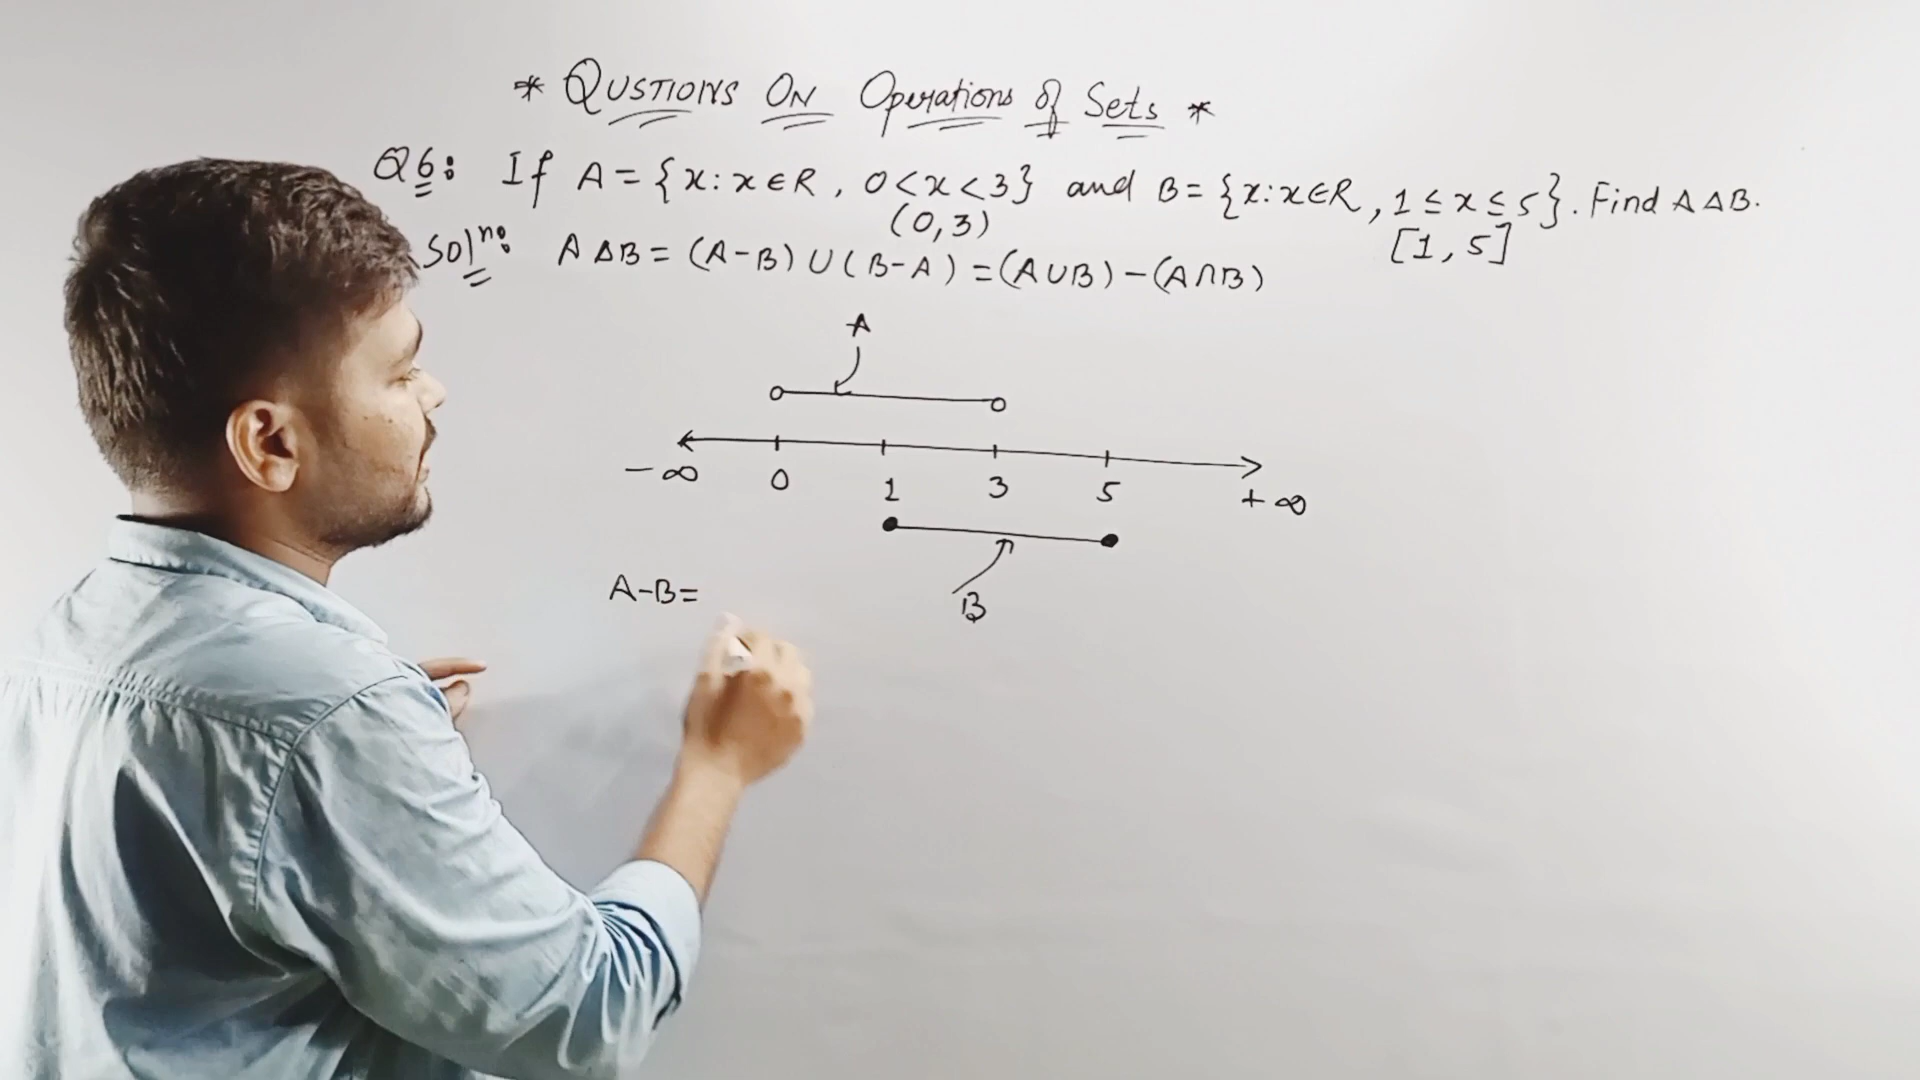 * QUSTIONS ON Operations of Sets *
Q6: If A = {x : x ∈ R , 0 < x < 3} and B = {x : x ∈ R , 1 ≤ x ≤ 5}. Find A Δ B.
(0,3) [1,5]
Solⁿ: A Δ B = (A - B) ∪ (B - A) = (A ∪ B) - (A ∩ B)
A
- ∞ 0 1 3 5 + ∞
A-B=
B